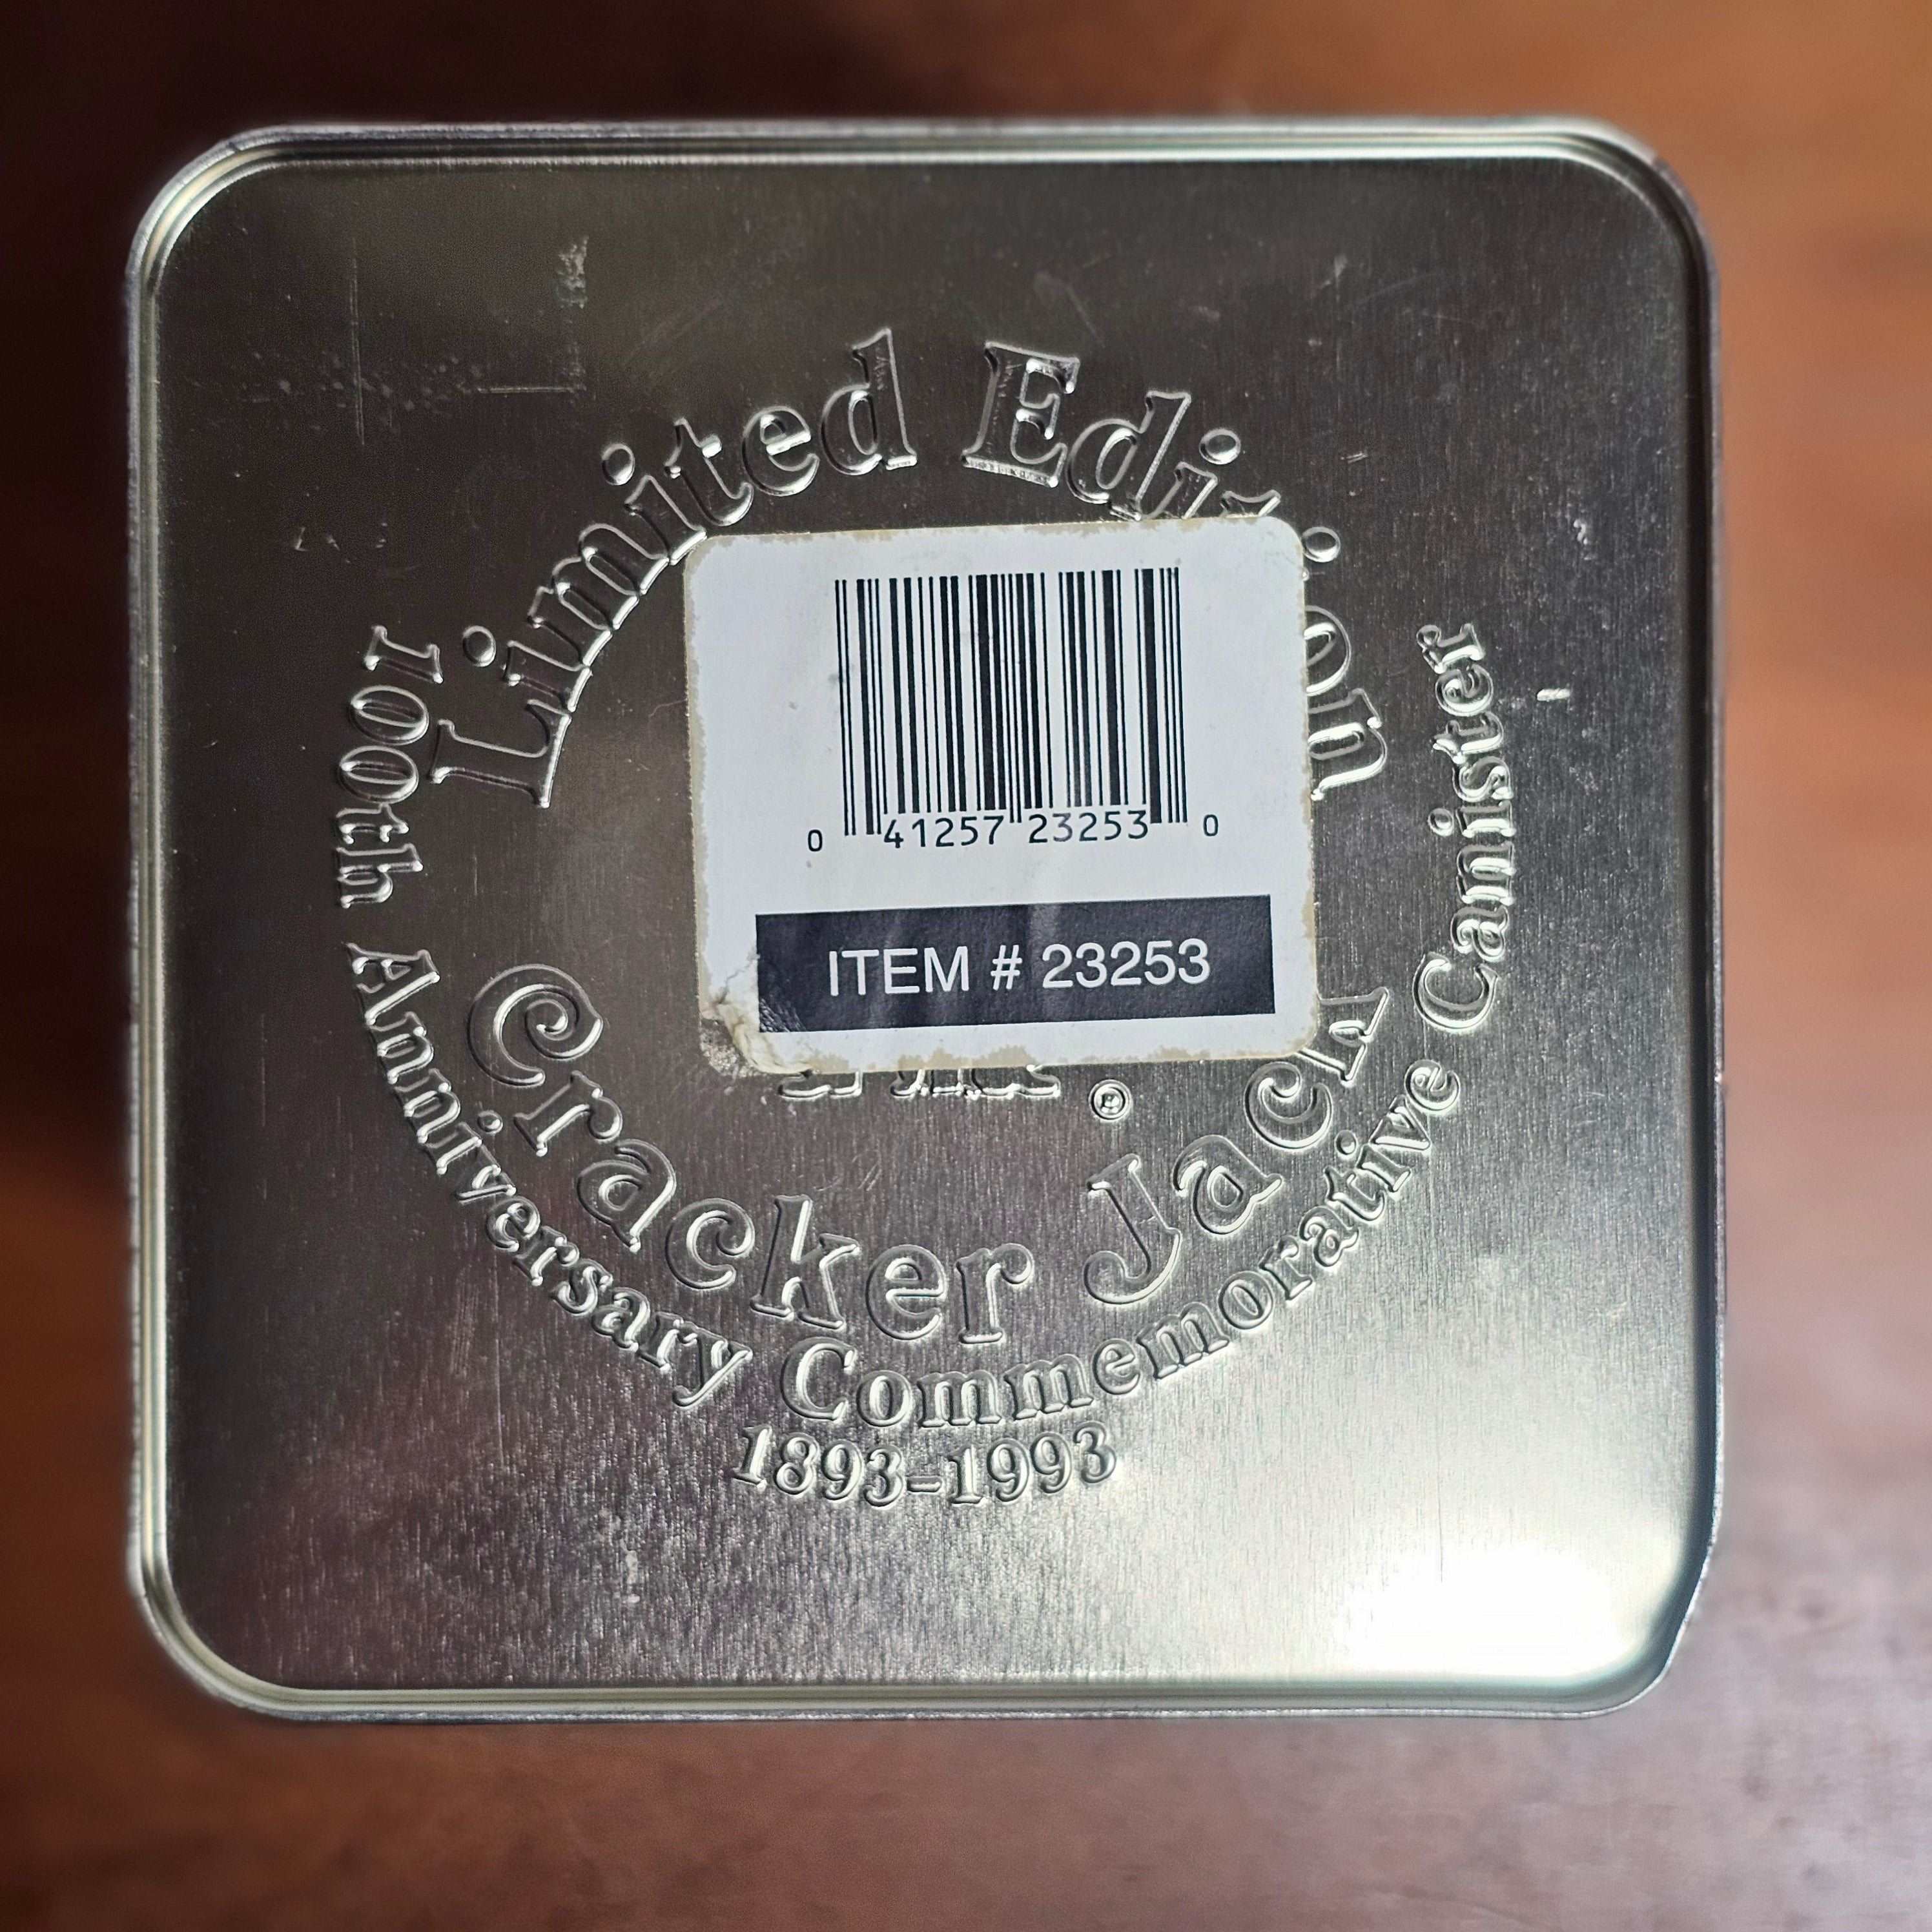 Limited Edition
0 41257 23253 0
ITEM # 23253
®
Cracker Jack
100th Anniversary Commemorative Canister
1893-1993